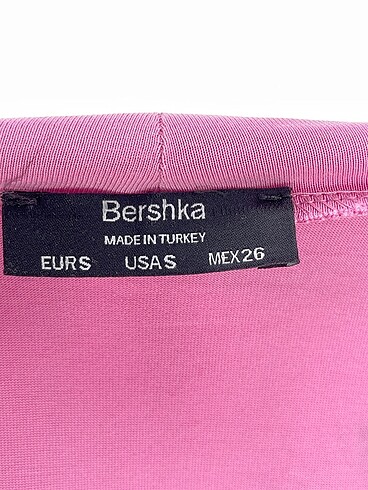 Bershka
MADE IN TURKEY
EUR S USA S MEX 26